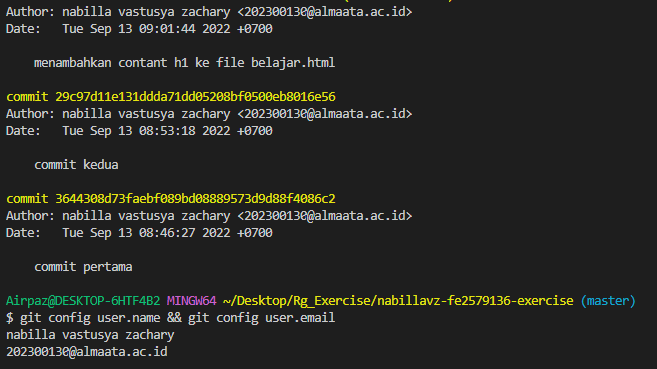 Author: nabilla vastusya zachary <202300130@almaata.ac.id>
Date:   Tue Sep 13 09:01:44 2022 +0700
menambahkan contant h1 ke file belajar.html
commit 29c97d11e131ddda71dd05208bf0500eb8016e56
Author: nabilla vastusya zachary <202300130@almaata.ac.id>
Date:   Tue Sep 13 08:53:18 2022 +0700
commit kedua
commit 3644308d73faebf089bd08889573d9d88f4086c2
Author: nabilla vastusya zachary <202300130@almaata.ac.id>
Date:   Tue Sep 13 08:46:27 2022 +0700
commit pertama
Airpaz@DESKTOP-6HTF4B2 MINGW64 ~/Desktop/Rg_Exercise/nabillavz-fe2579136-exercise (master)
$ git config user.name && git config user.email
nabilla vastusya zachary
202300130@almaata.ac.id